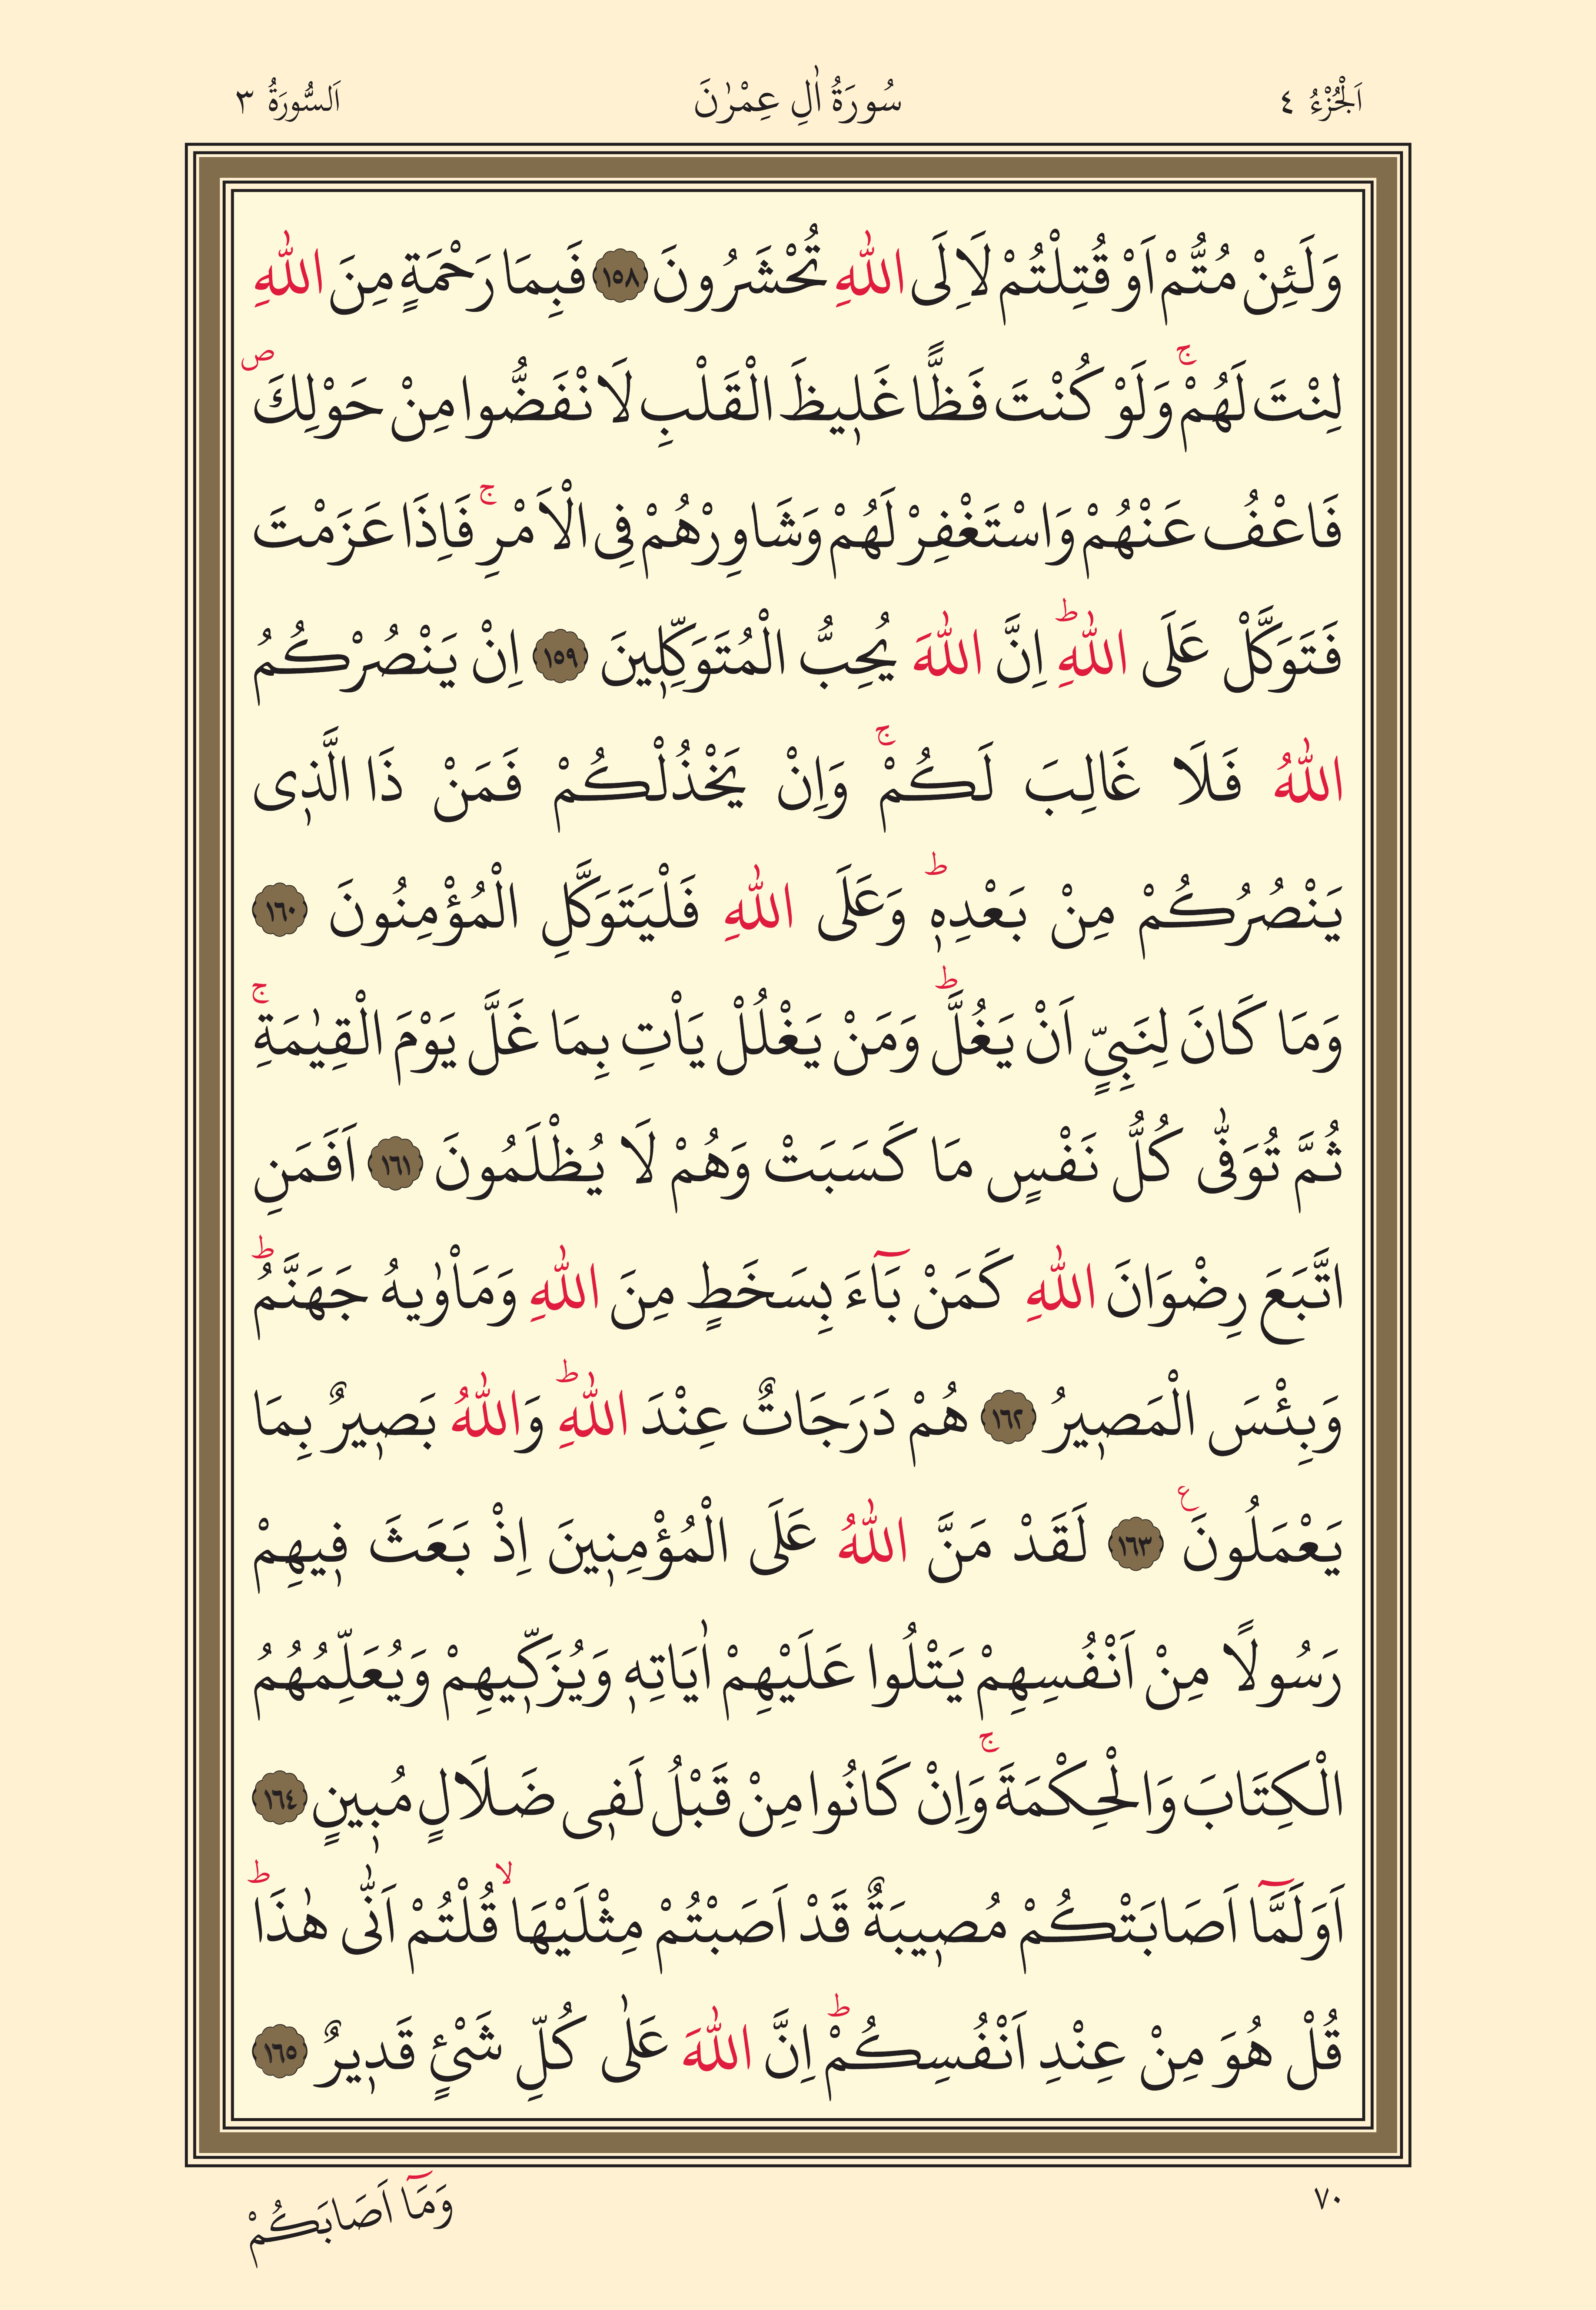 اَلْجُزْءُ ٤ سُورَةُ اٰلِ عِمْرٰنَ اَلسُّورَةُ ٣
وَلَئِنْ مُتُّمْ اَوْ قُتِلْتُمْ لَاِلَى اللّٰهِ تُحْشَرُونَ ١٥٨ فَبِمَا رَحْمَةٍ مِنَ اللّٰهِ
لِنْتَ لَهُمْۚ وَلَوْ كُنْتَ فَظًّا غَلٖيظَ الْقَلْبِ لَانْفَضُّوا مِنْ حَوْلِكَࣕ
فَاعْفُ عَنْهُمْ وَاسْتَغْفِرْ لَهُمْ وَشَاوِرْهُمْ فِى الْاَمْرِۚ فَاِذَا عَزَمْتَ
فَتَوَكَّلْ عَلَى اللّٰهِؕ اِنَّ اللّٰهَ يُحِبُّ الْمُتَوَكِّلٖينَ ١٥٩ اِنْ يَنْصُرْكُمُ
اللّٰهُ فَلَا غَالِبَ لَكُمْۚ وَاِنْ يَخْذُلْكُمْ فَمَنْ ذَا الَّذٖى
يَنْصُرُكُمْ مِنْ بَعْدِهٖؕ وَعَلَى اللّٰهِ فَلْيَتَوَكَّلِ الْمُؤْمِنُونَ ١٦٠
وَمَا كَانَ لِنَبِىٍّ اَنْ يَغُلَّؕ وَمَنْ يَغْلُلْ يَاْتِ بِمَا غَلَّ يَوْمَ الْقِيٰمَةِۚ
ثُمَّ تُوَفّٰى كُلُّ نَفْسٍ مَا كَسَبَتْ وَهُمْ لَا يُظْلَمُونَ ١٦١ اَفَمَنِ
اتَّبَعَ رِضْوَانَ اللّٰهِ كَمَنْ بَٓاءَ بِسَخَطٍ مِنَ اللّٰهِ وَمَاْوٰيهُ جَهَنَّمُؕ
وَبِئْسَ الْمَصٖيرُ ١٦٢ هُمْ دَرَجَاتٌ عِنْدَ اللّٰهِؕ وَاللّٰهُ بَصٖيرٌ بِمَا
يَعْمَلُونَ ع ١٦٣ لَقَدْ مَنَّ اللّٰهُ عَلَى الْمُؤْمِنٖينَ اِذْ بَعَثَ فٖيهِمْ
رَسُولًا مِنْ اَنْفُسِهِمْ يَتْلُوا عَلَيْهِمْ اٰيَاتِهٖ وَيُزَكّٖيهِمْ وَيُعَلِّمُهُمُ
الْكِتَابَ وَالْحِكْمَةَۚ وَاِنْ كَانُوا مِنْ قَبْلُ لَفٖى ضَلَالٍ مُبٖينٍ ١٦٤
اَوَلَمَّٓا اَصَابَتْكُمْ مُصٖيبَةٌ قَدْ اَصَبْتُمْ مِثْلَيْهَاۙ قُلْتُمْ اَنّٰى هٰذَاؕ
قُلْ هُوَ مِنْ عِنْدِ اَنْفُسِكُمْؕ اِنَّ اللّٰهَ عَلٰى كُلِّ شَىْءٍ قَدٖيرٌ ١٦٥
٧٠ وَمَٓا اَصَابَكُمْ